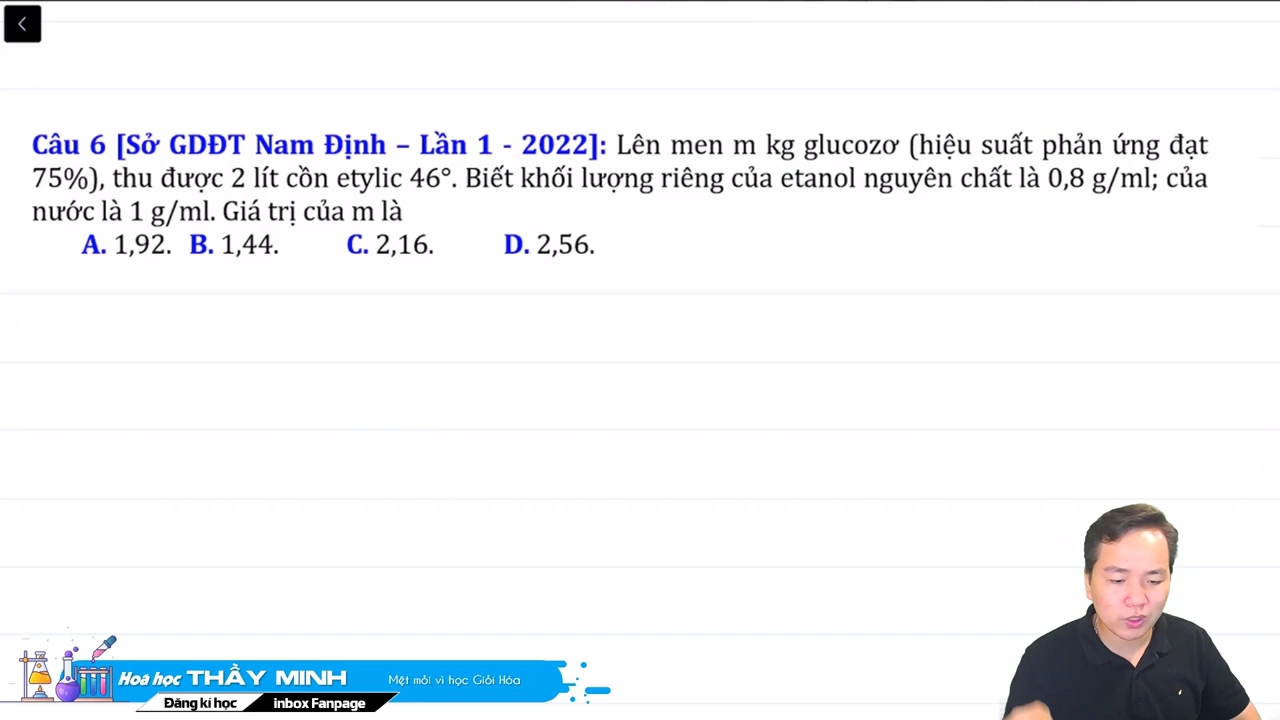 Câu 6 [Sở GDĐT Nam Định – Lần 1 - 2022]: Lên men m kg glucozơ (hiệu suất phản ứng đạt
75%), thu được 2 lít cồn etylic 46°. Biết khối lượng riêng của etanol nguyên chất là 0,8 g/ml; của
nước là 1 g/ml. Giá trị của m là
A. 1,92. B. 1,44. C. 2,16. D. 2,56.
Hoá học THẦY MINH Mệt mỏi vì học Giỏi Hóa
Đăng kí học inbox Fanpage